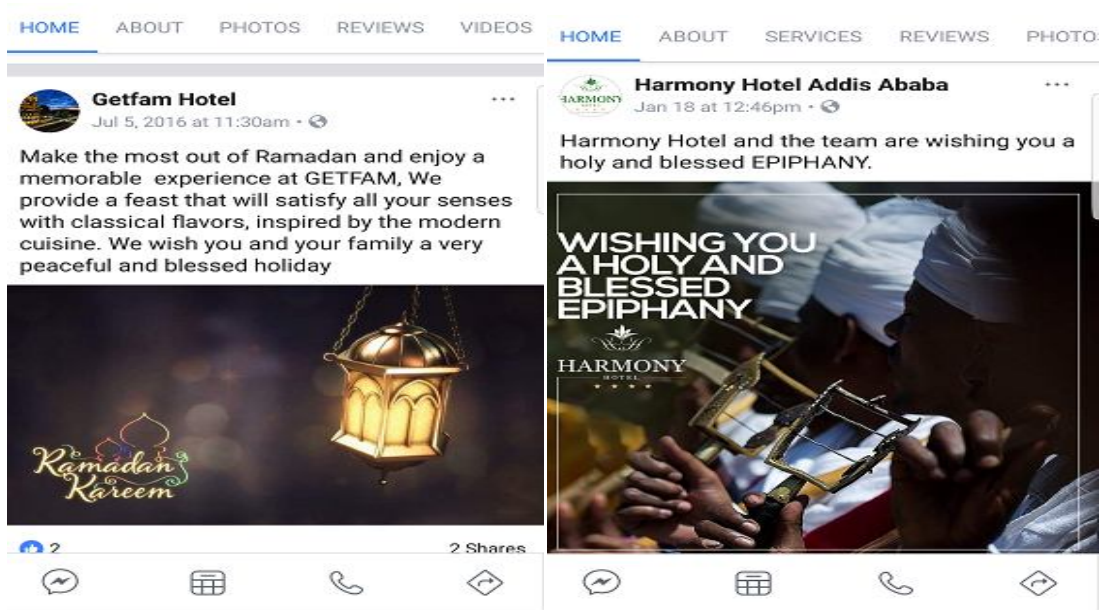 HOME ABOUT PHOTOS REVIEWS VIDEOS
Getfam Hotel
Jul 5, 2016 at 11:30am
Make the most out of Ramadan and enjoy a
memorable experience at GETFAM, We
provide a feast that will satisfy all your senses
with classical flavors, inspired by the modern
cuisine. We wish you and your family a very
peaceful and blessed holiday
Ramadan
Kareem
2 2 Shares
HOME ABOUT SERVICES REVIEWS PHOTO
HARMONY
Harmony Hotel Addis Ababa
Jan 18 at 12:46pm
Harmony Hotel and the team are wishing you a
holy and blessed EPIPHANY.
WISHING YOU
A HOLY AND
BLESSED
EPIPHANY
HARMONY
HOTEL